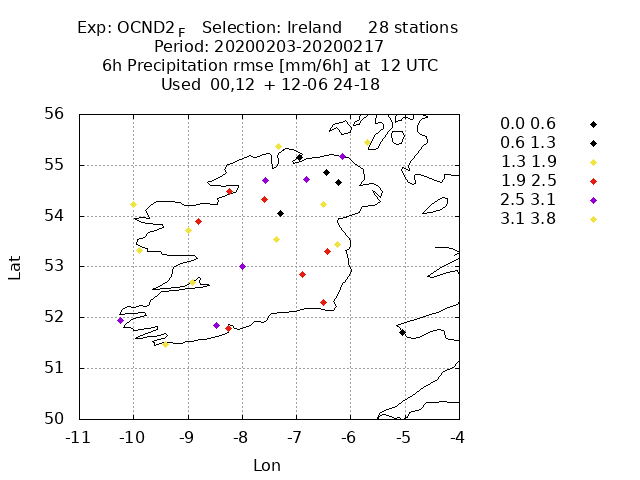 Exp: OCND2F Selection: Ireland 28 stations
Period: 20200203-20200217
6h Precipitation rmse [mm/6h] at 12 UTC
Used 00,12 + 12-06 24-18
56
55
54
53
52
51
50
Lat
-11 -10 -9 -8 -7 -6 -5 -4
Lon
0.0 0.6
0.6 1.3
1.3 1.9
1.9 2.5
2.5 3.1
3.1 3.8